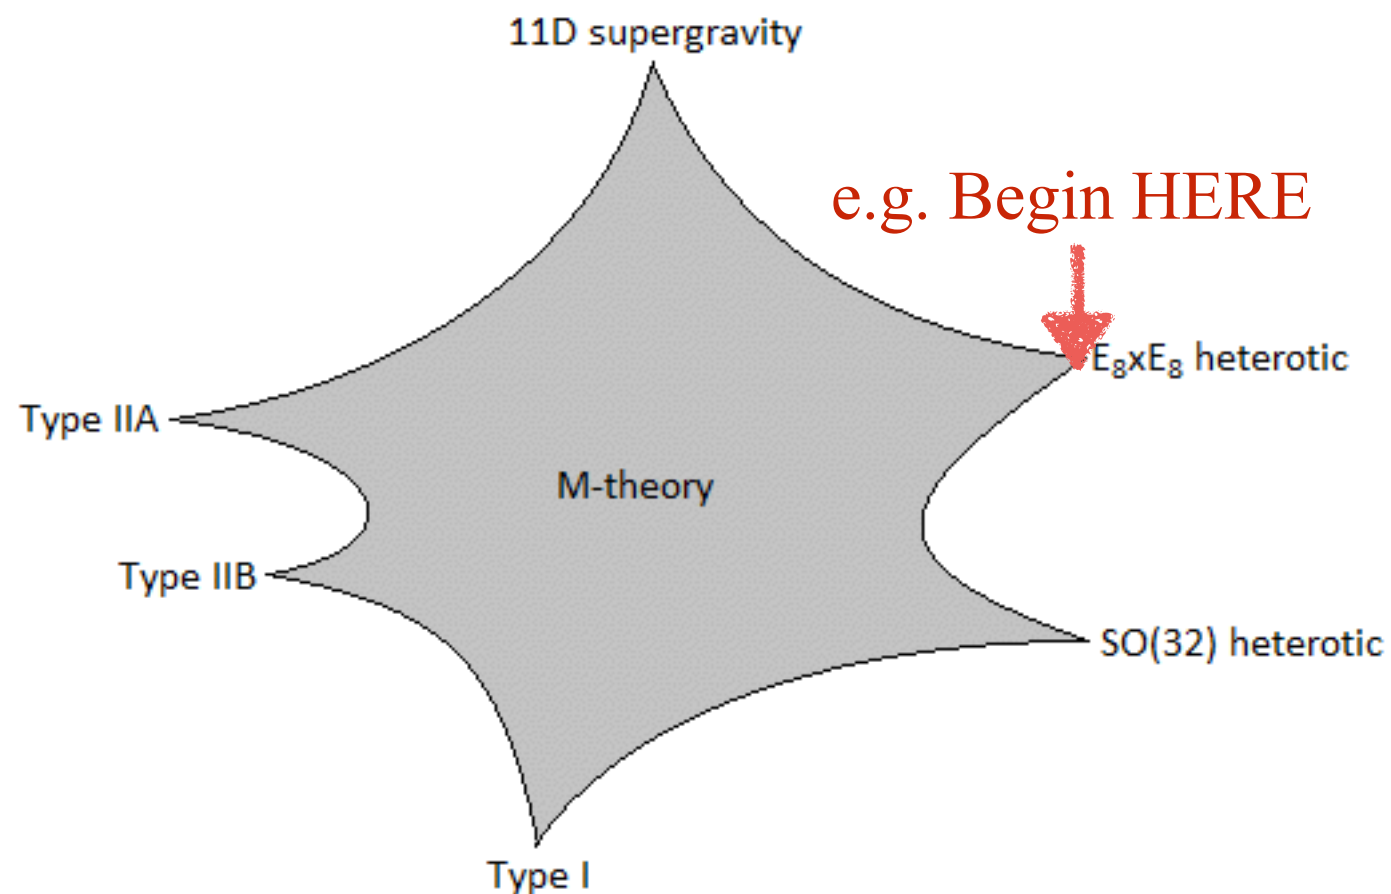 11D supergravity
e.g. Begin HERE
E₈xE₈ heterotic
Type IIA
M-theory
Type IIB
SO(32) heterotic
Type I